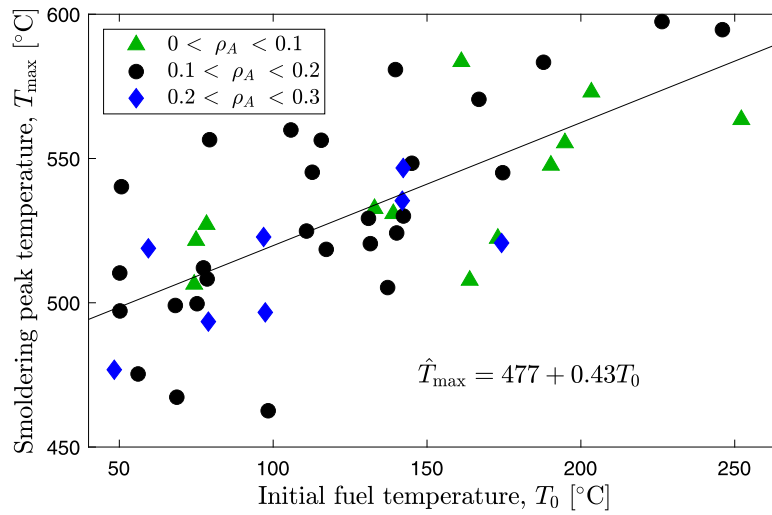 600
550
500
450
Smoldering peak temperature, T_max [°C]
0 < ρ_A < 0.1
0.1 < ρ_A < 0.2
0.2 < ρ_A < 0.3
T̂_max = 477 + 0.43T_0
50 100 150 200 250
Initial fuel temperature, T_0 [°C]